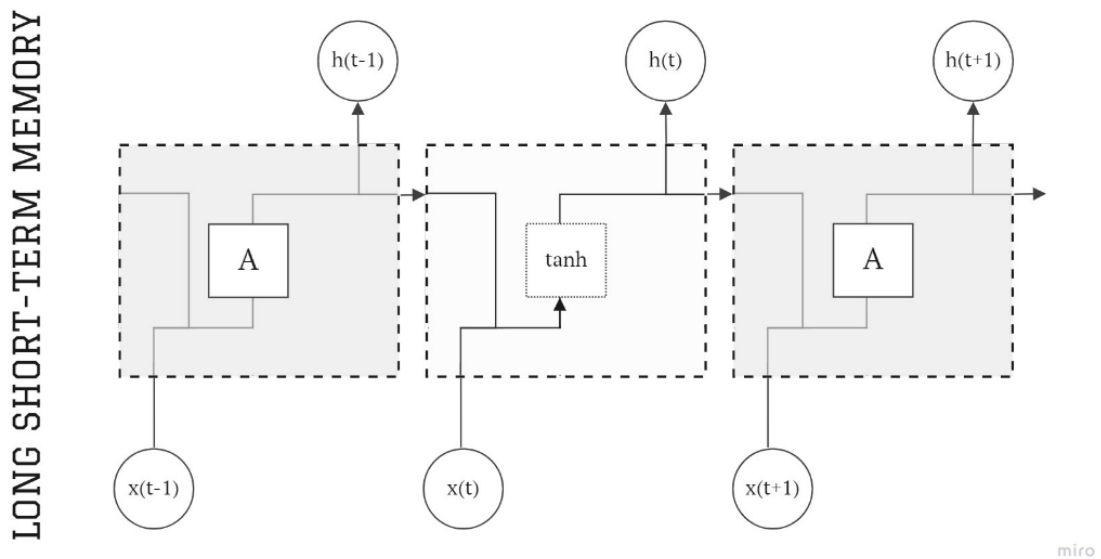 LONG SHORT-TERM MEMORY
h(t-1)
h(t)
h(t+1)
A
tanh
A
x(t-1)
x(t)
x(t+1)
miro